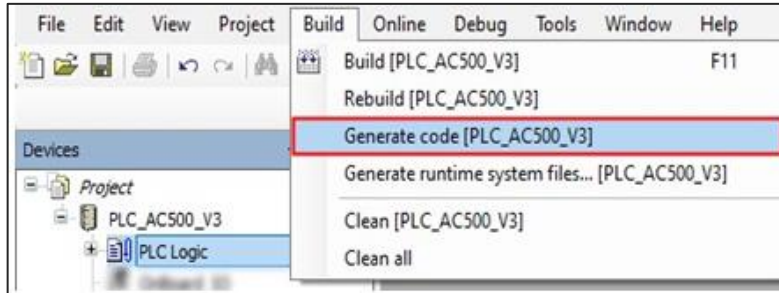 File Edit View Project Build Online Debug Tools Window Help
Build [PLC_AC500_V3] F11
Rebuild [PLC_AC500_V3]
Devices
Generate code [PLC_AC500_V3]
Project
Generate runtime system files... [PLC_AC500_V3]
PLC_AC500_V3
Clean [PLC_AC500_V3]
PLC Logic
Clean all